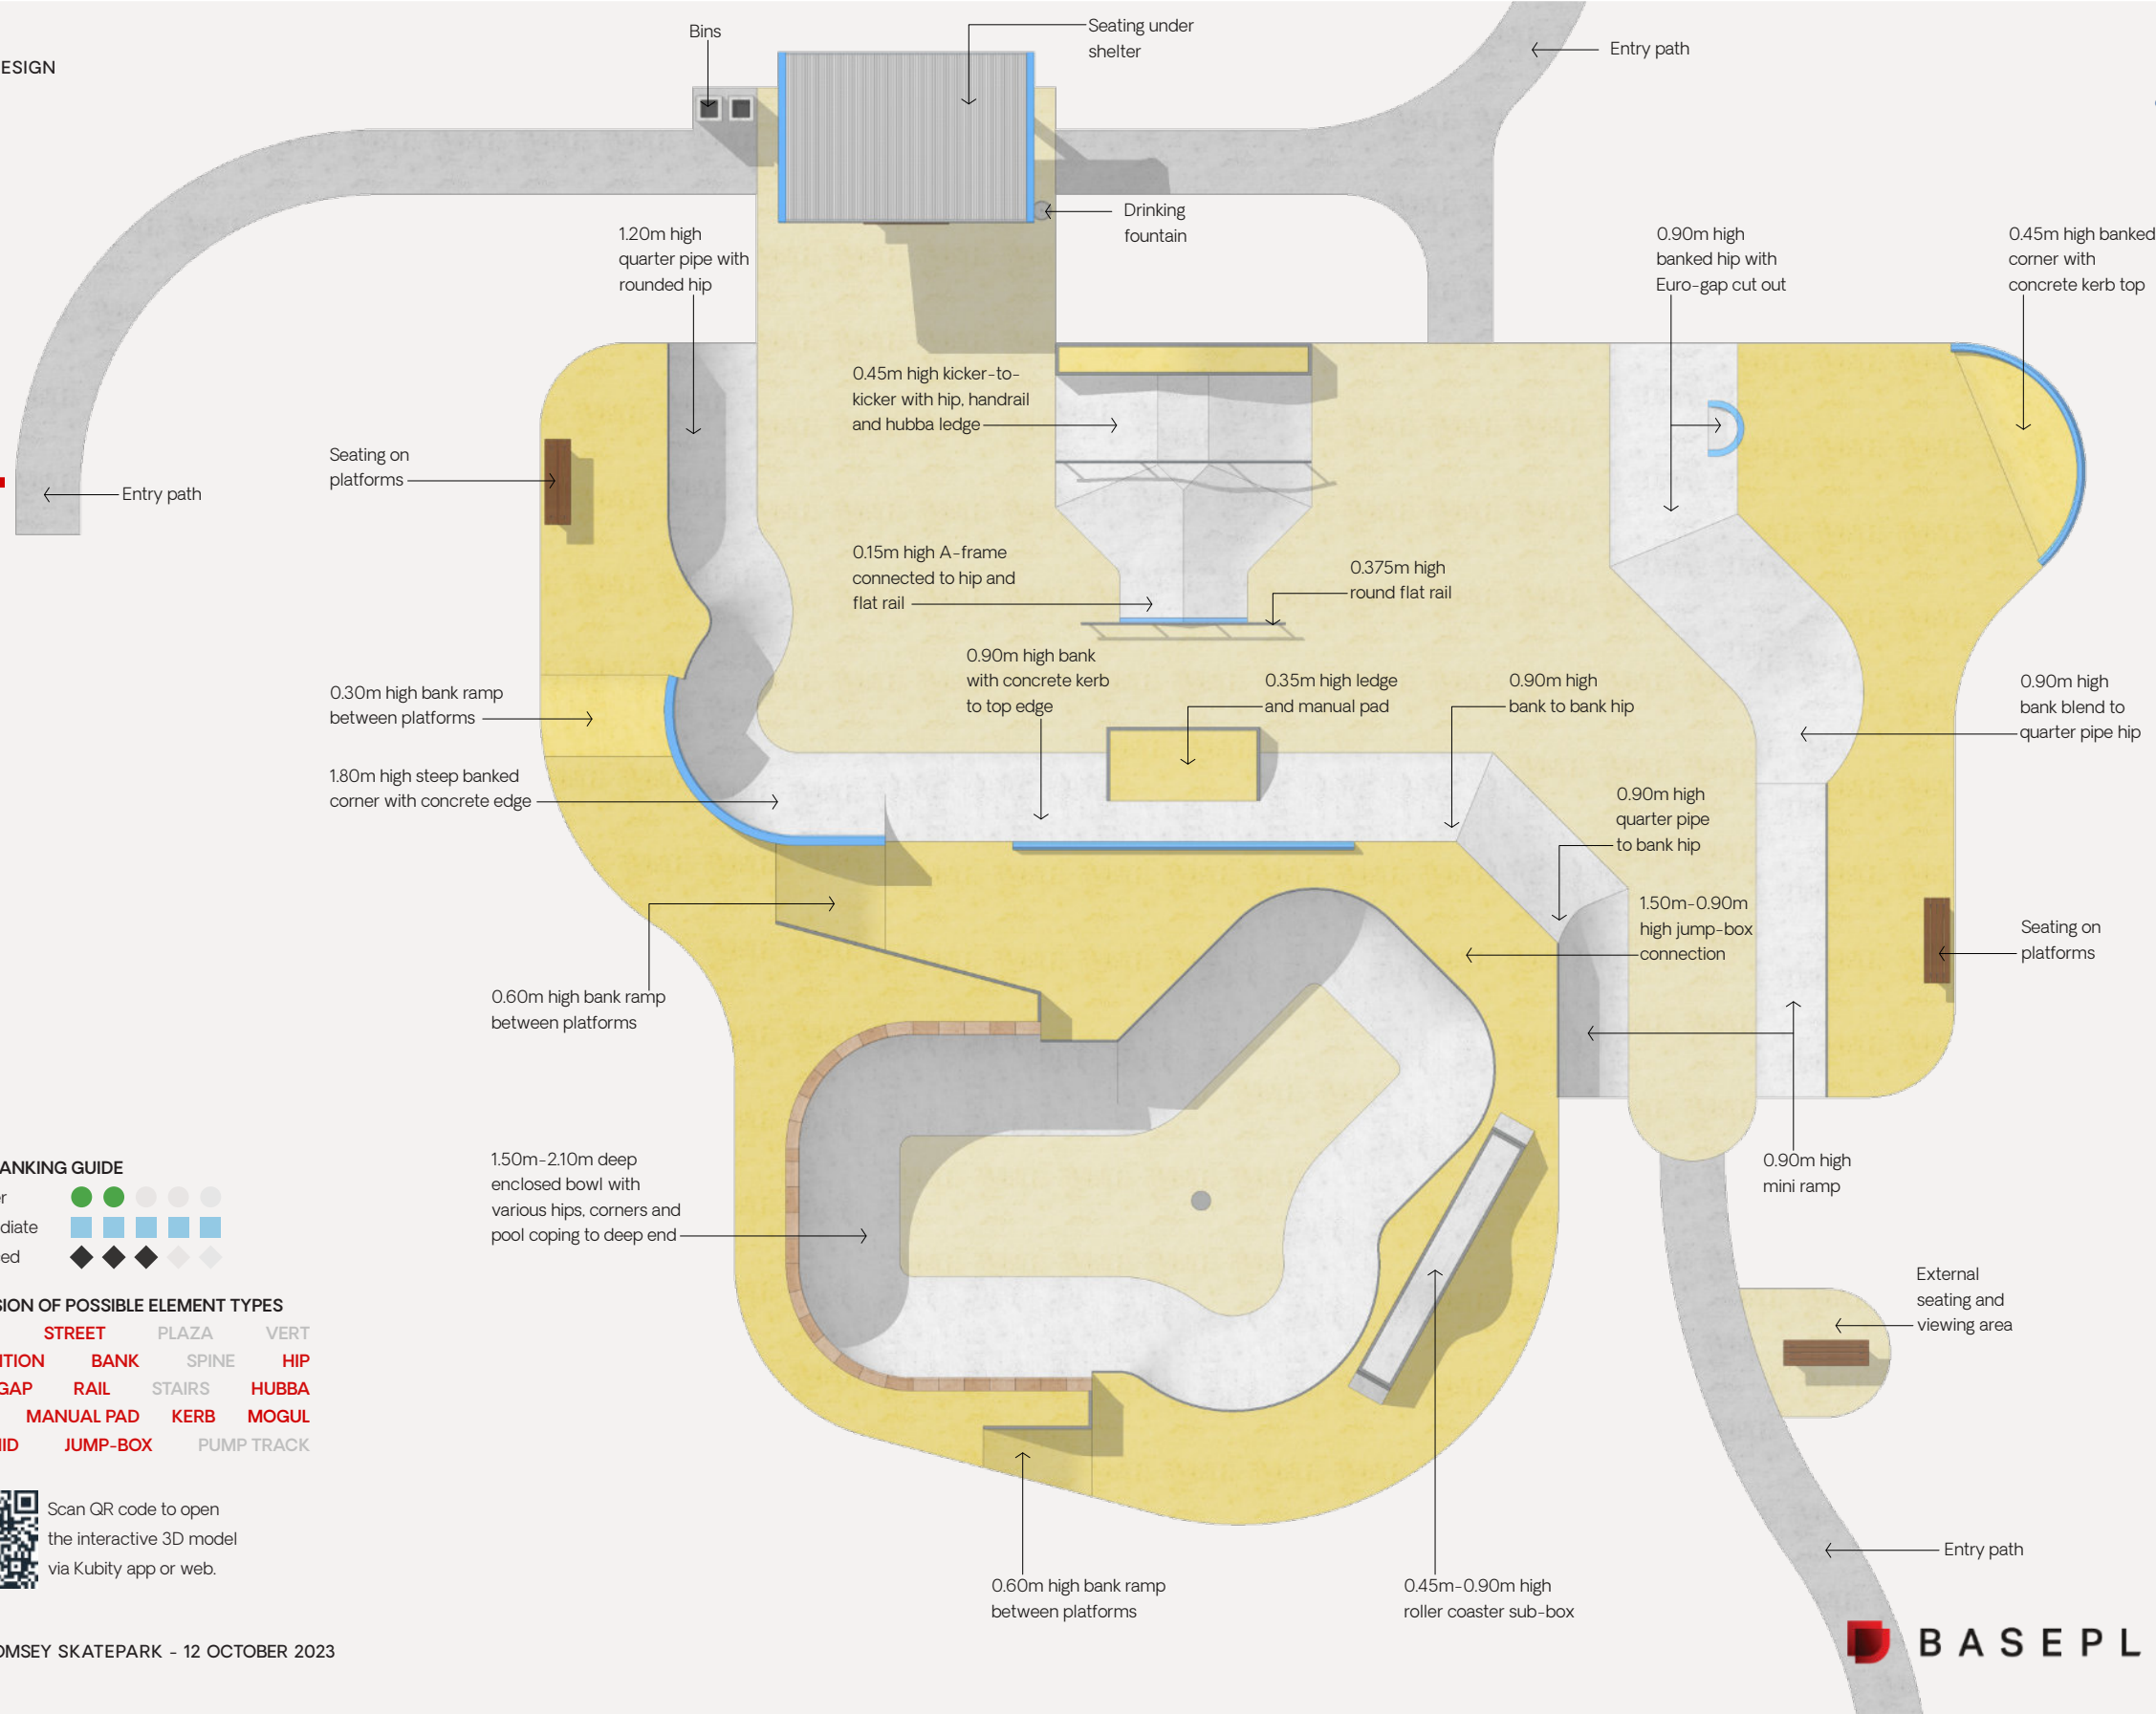 ESIGN
Bins
Seating under
shelter
Entry path
Drinking
fountain
1.20m high
quarter pipe with
rounded hip
0.90m high
banked hip with
Euro-gap cut out
0.45m high banked
corner with
concrete kerb top
0.45m high kicker-to-
kicker with hip, handrail
and hubba ledge
Seating on
platforms
Entry path
0.15m high A-frame
connected to hip and
flat rail
0.375m high
round flat rail
0.90m high bank
with concrete kerb
to top edge
0.35m high ledge
and manual pad
0.90m high
bank to bank hip
0.90m high
bank blend to
quarter pipe hip
0.30m high bank ramp
between platforms
1.80m high steep banked
corner with concrete edge
0.90m high
quarter pipe
to bank hip
1.50m-0.90m
high jump-box
connection
Seating on
platforms
0.60m high bank ramp
between platforms
1.50m-2.10m deep
enclosed bowl with
various hips, corners and
pool coping to deep end
0.90m high
mini ramp
External
seating and
viewing area
ANKING GUIDE
er
diate
ed
SION OF POSSIBLE ELEMENT TYPES
STREET PLAZA VERT
ITION BANK SPINE HIP
GAP RAIL STAIRS HUBBA
MANUAL PAD KERB MOGUL
MID JUMP-BOX PUMP TRACK
Scan QR code to open
the interactive 3D model
via Kubity app or web.
Entry path
0.60m high bank ramp
between platforms
0.45m-0.90m high
roller coaster sub-box
OMSEY SKATEPARK - 12 OCTOBER 2023
BASEPL